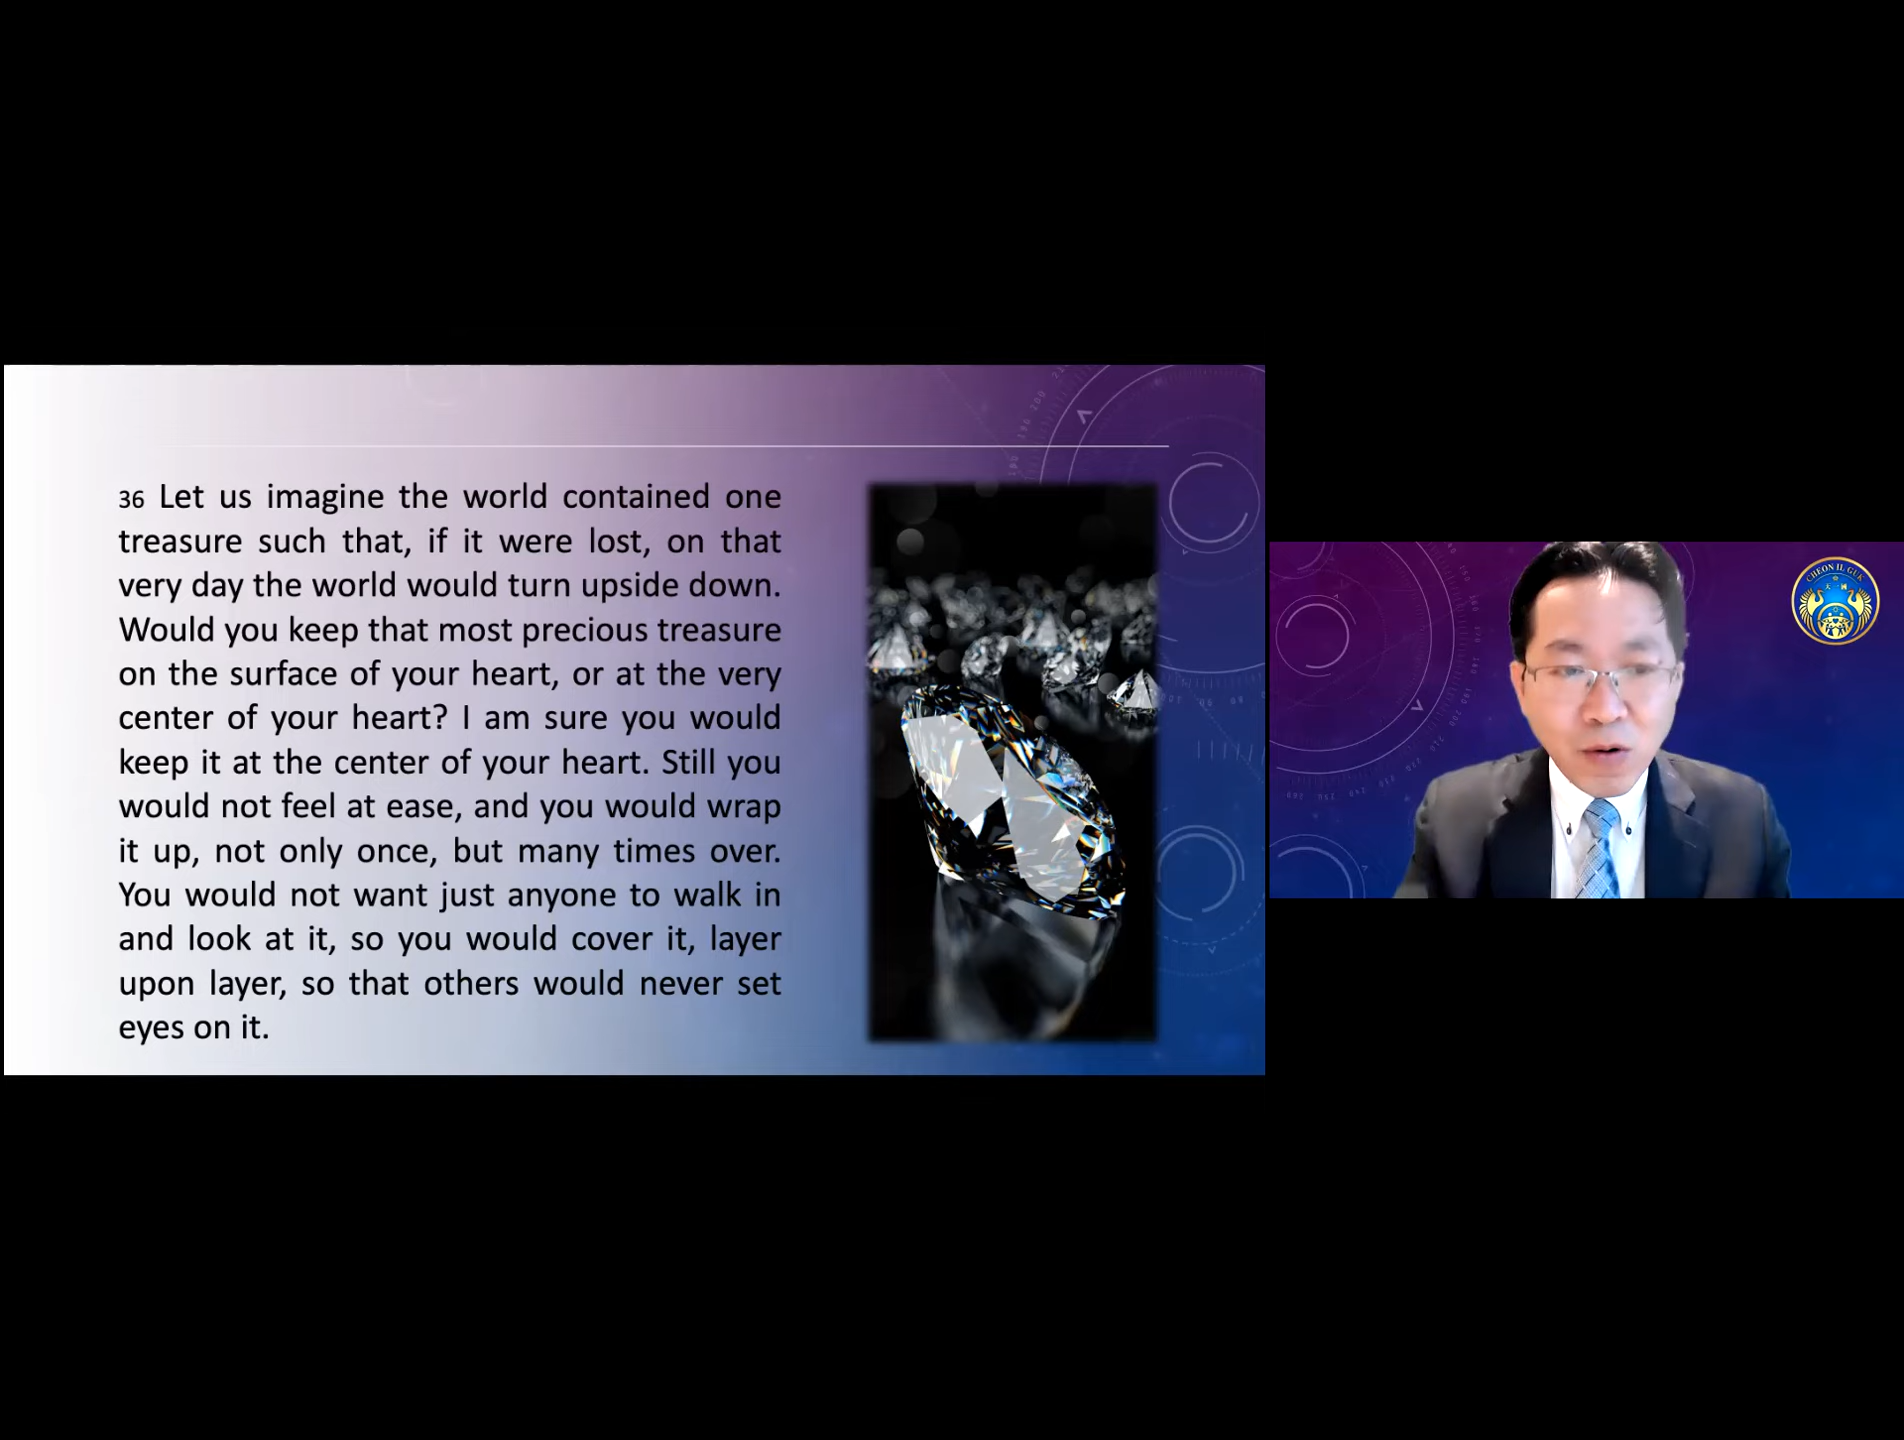 36 Let us imagine the world contained one
treasure such that, if it were lost, on that
very day the world would turn upside down.
Would you keep that most precious treasure
on the surface of your heart, or at the very
center of your heart? I am sure you would
keep it at the center of your heart. Still you
would not feel at ease, and you would wrap
it up, not only once, but many times over.
You would not want just anyone to walk in
and look at it, so you would cover it, layer
upon layer, so that others would never set
eyes on it.
CHEON IL GUK